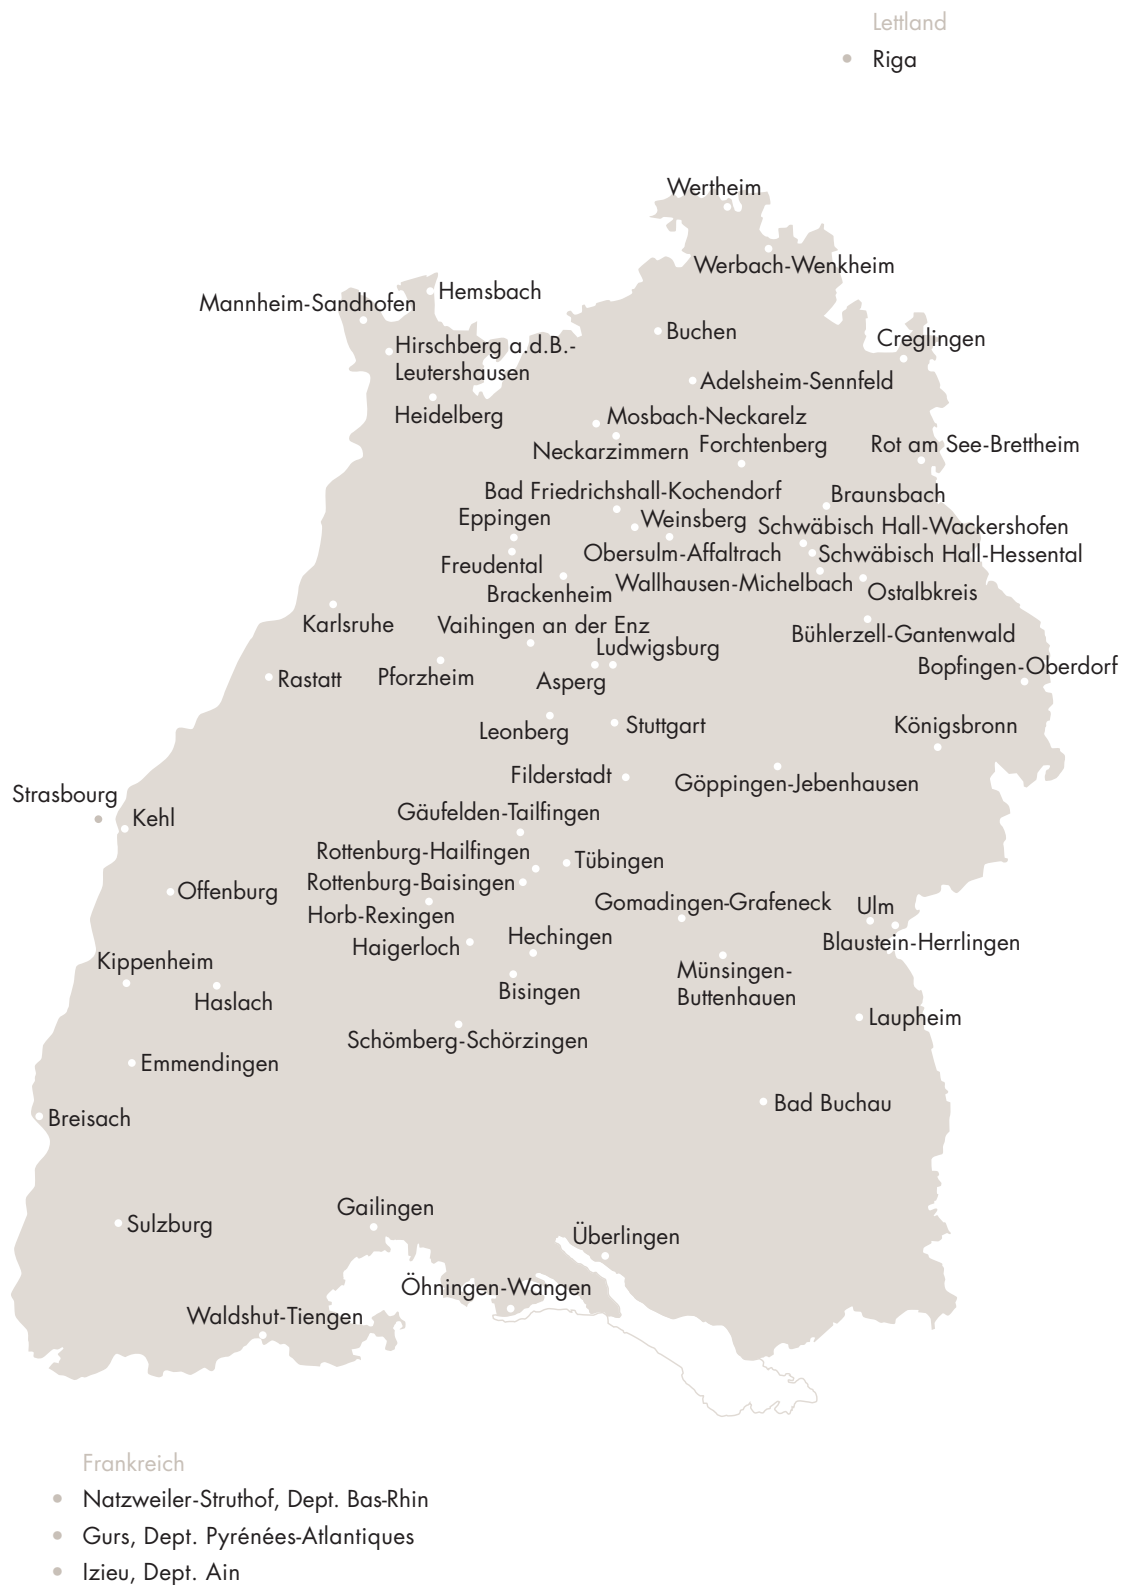 Lettland
Riga
Wertheim
Werbach-Wenkheim
Hemsbach
Mannheim-Sandhofen
Buchen
Creglingen
Hirschberg a.d.B.-
Leutershausen
Adelsheim-Sennfeld
Heidelberg
Mosbach-Neckarelz
Neckarzimmern
Forchtenberg
Rot am See-Brettheim
Bad Friedrichshall-Kochendorf
Braunsbach
Eppingen
Weinsberg
Schwäbisch Hall-Wackershofen
Obersulm-Affaltrach
Schwäbisch Hall-Hessental
Freudental
Wallhausen-Michelbach
Ostalbkreis
Brackenheim
Karlsruhe
Vaihingen an der Enz
Bühlerzell-Gantenwald
Ludwigsburg
Bopfingen-Oberdorf
Rastatt
Pforzheim
Asperg
Leonberg
Stuttgart
Königsbronn
Filderstadt
Göppingen-Jebenhausen
Strasbourg
Kehl
Gäufelden-Tailfingen
Rottenburg-Hailfingen
Tübingen
Rottenburg-Baisingen
Offenburg
Gomadingen-Grafeneck
Ulm
Horb-Rexingen
Hechingen
Blaustein-Herrlingen
Haigerloch
Kippenheim
Münsingen-
Buttenhauen
Haslach
Bisingen
Laupheim
Schömberg-Schörzingen
Emmendingen
Bad Buchau
Breisach
Gailingen
Sulzburg
Überlingen
Öhningen-Wangen
Waldshut-Tiengen
Frankreich
Natzweiler-Struthof, Dept. Bas-Rhin
Gurs, Dept. Pyrénées-Atlantiques
Izieu, Dept. Ain